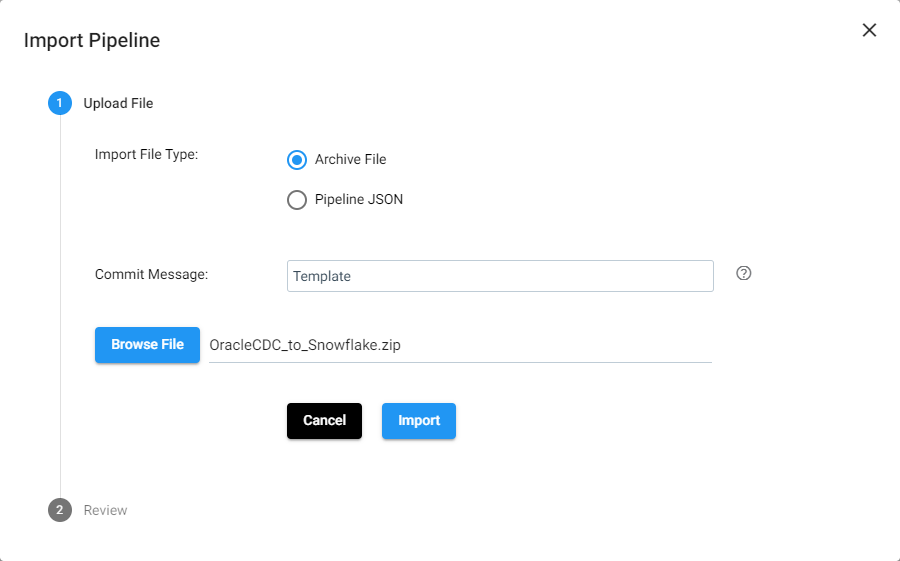 Import Pipeline
1 Upload File
Import File Type:
Archive File
Pipeline JSON
Commit Message:
Template
?
Browse File OracleCDC_to_Snowflake.zip
Cancel Import
2 Review